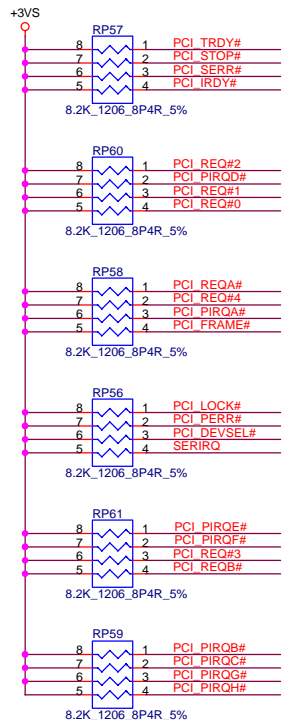 +3VS
RP57
8 1 PCI_TRDY#
7 2 PCI_STOP#
6 3 PCI_SERR#
5 4 PCI_IRDY#
8.2K_1206_8P4R_5%
RP60
8 1 PCI_REQ#2
7 2 PCI_PIRQD#
6 3 PCI_REQ#1
5 4 PCI_REQ#0
8.2K_1206_8P4R_5%
RP58
8 1 PCI_REQA#
7 2 PCI_REQ#4
6 3 PCI_PIRQA#
5 4 PCI_FRAME#
8.2K_1206_8P4R_5%
RP56
8 1 PCI_LOCK#
7 2 PCI_PERR#
6 3 PCI_DEVSEL#
5 4 SERIRQ
8.2K_1206_8P4R_5%
RP61
8 1 PCI_PIRQE#
7 2 PCI_PIRQF#
6 3 PCI_REQ#3
5 4 PCI_REQB#
8.2K_1206_8P4R_5%
RP59
8 1 PCI_PIRQB#
7 2 PCI_PIRQC#
6 3 PCI_PIRQG#
5 4 PCI_PIRQH#
8.2K_1206_8P4R_5%